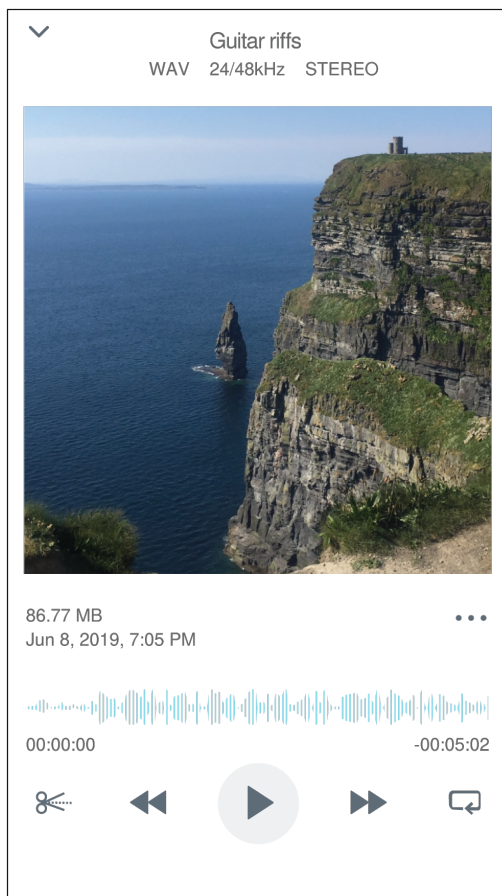 Guitar riffs
WAV 24/48kHz STEREO
86.77 MB
Jun 8, 2019, 7:05 PM
00:00:00 -00:05:02